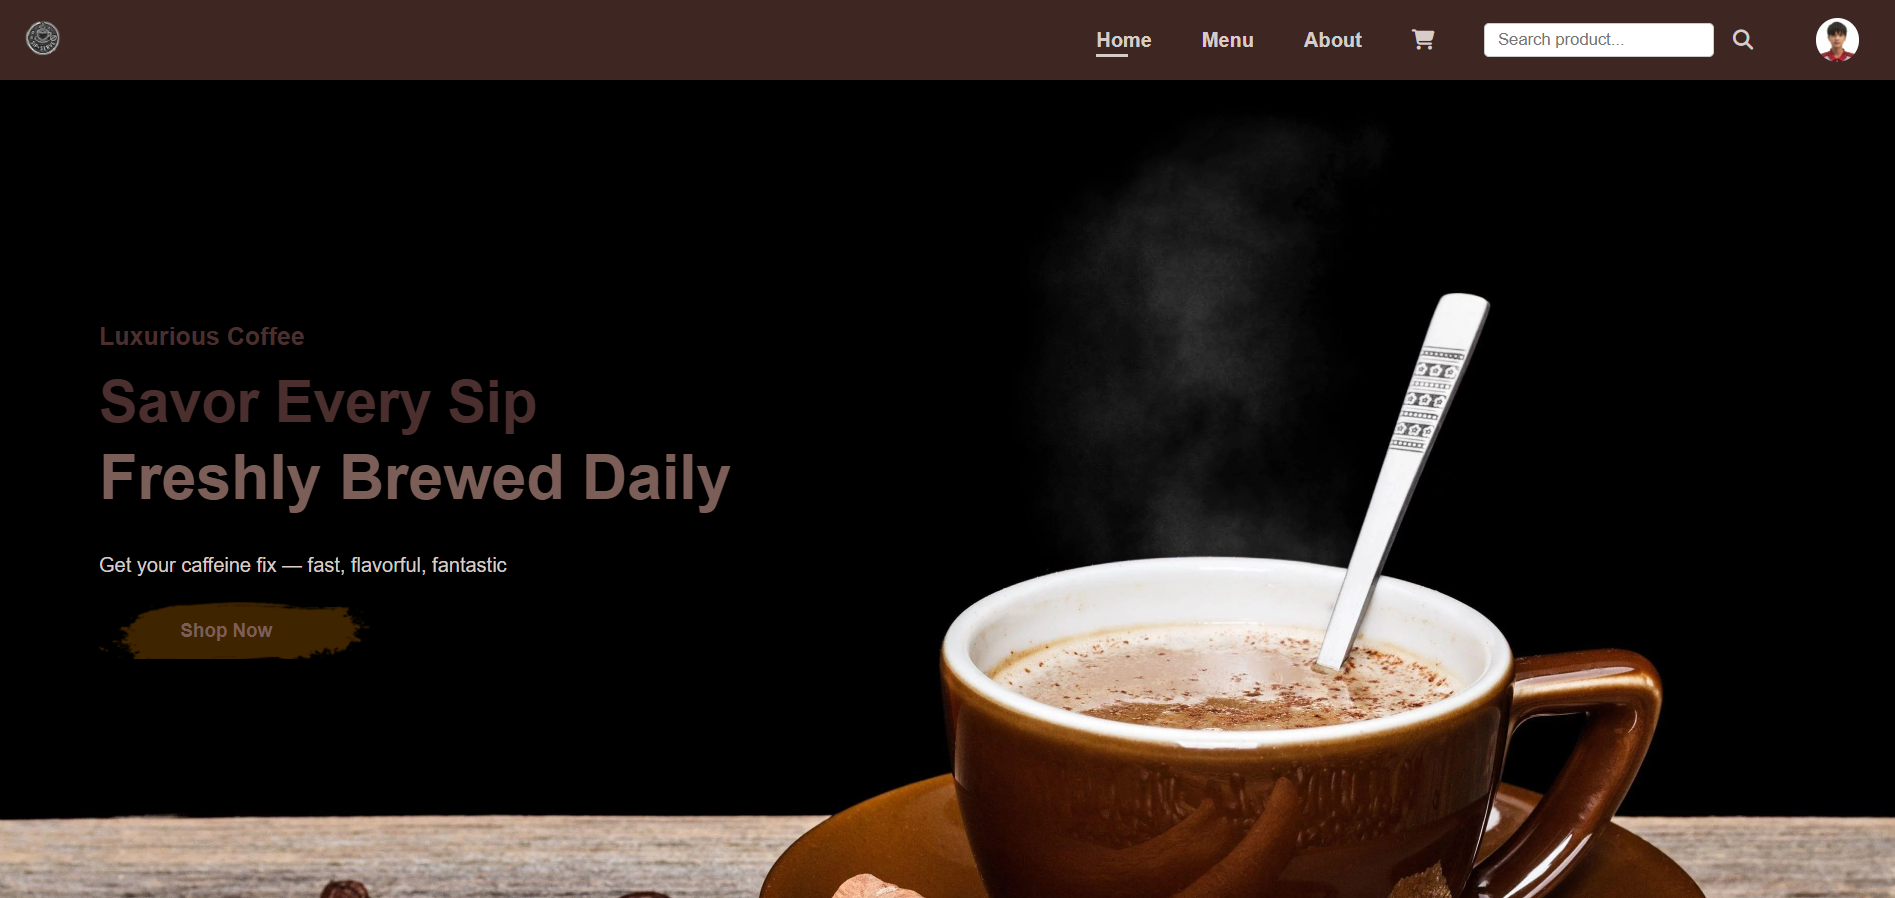 Home Menu About Search product...
Luxurious Coffee
Savor Every Sip
Freshly Brewed Daily
Get your caffeine fix — fast, flavorful, fantastic
Shop Now